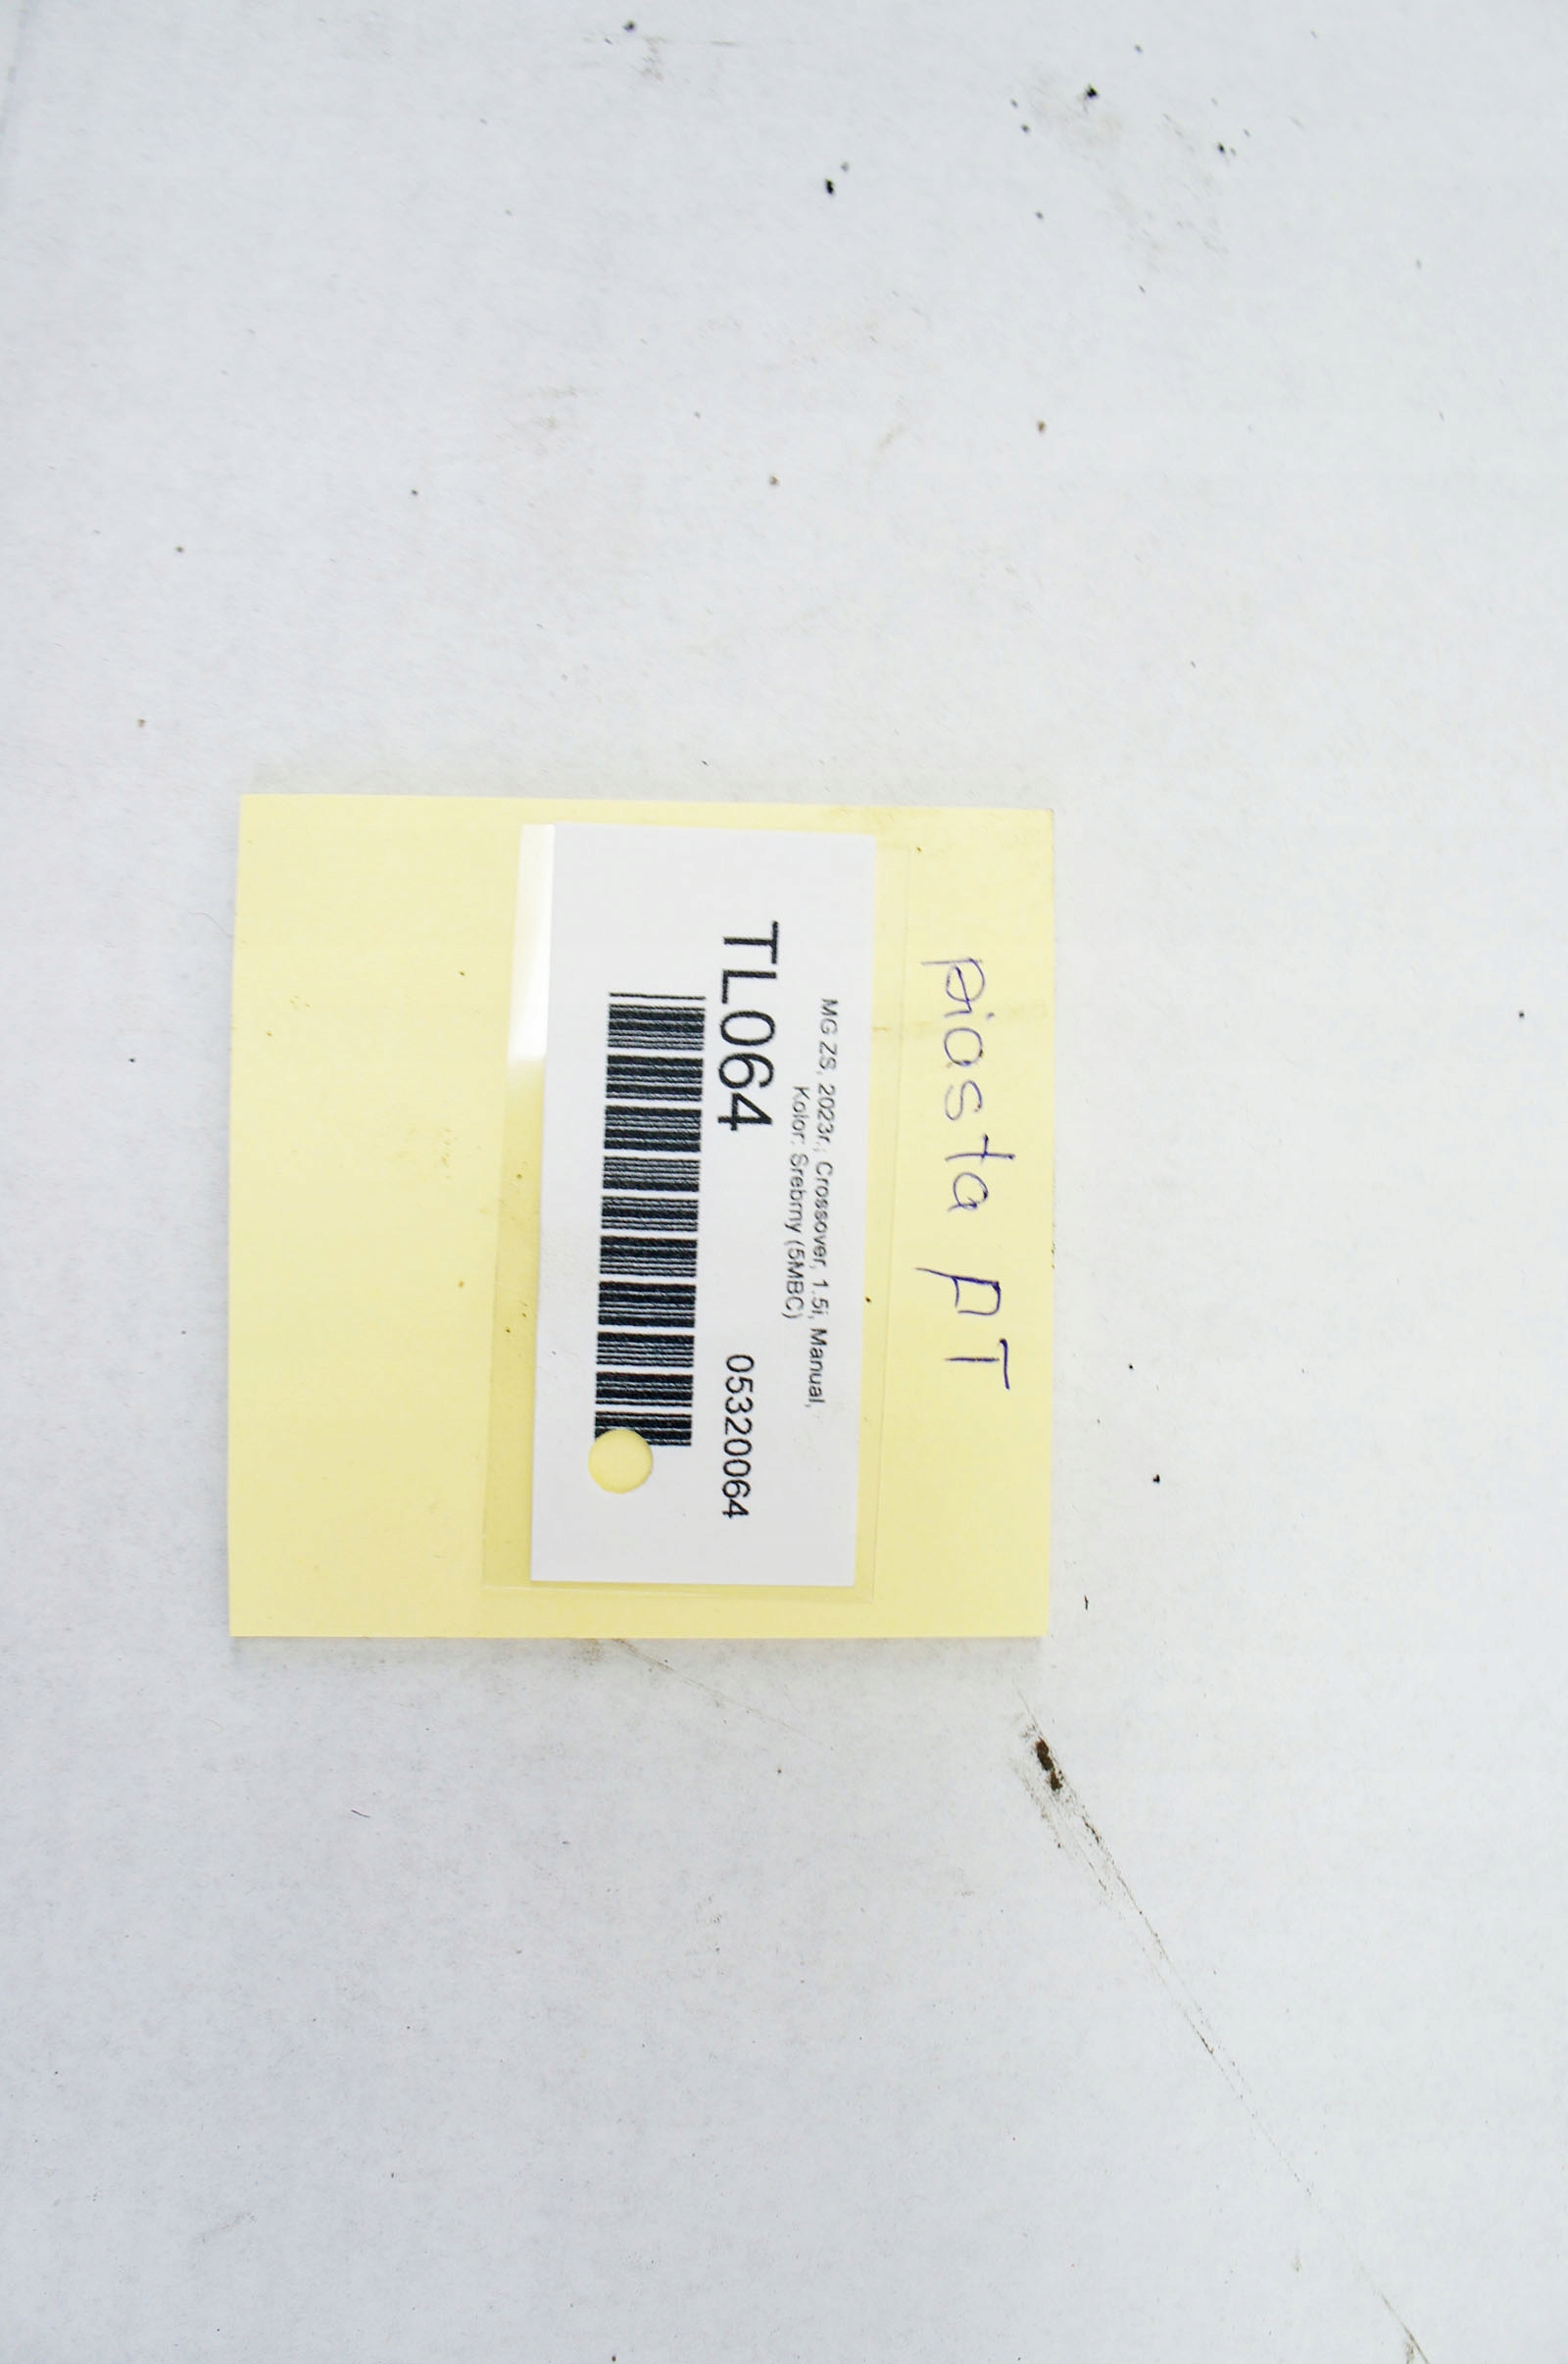 piasta PT
MG ZS, 2023r., Crossover, 1.5i, Manual,
Kolor: Srebrny (5MBC)
TL064 05320064